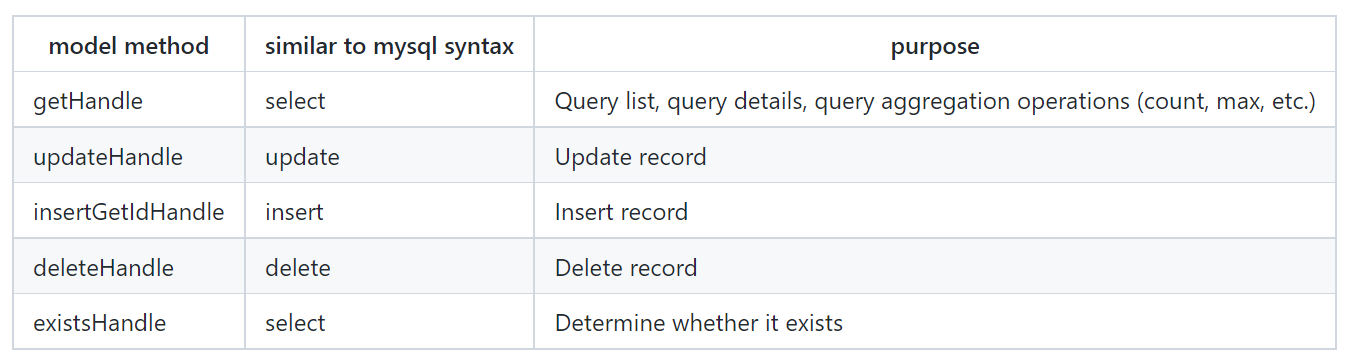 model method similar to mysql syntax purpose
getHandle select Query list, query details, query aggregation operations (count, max, etc.)
updateHandle update Update record
insertGetIdHandle insert Insert record
deleteHandle delete Delete record
existsHandle select Determine whether it exists